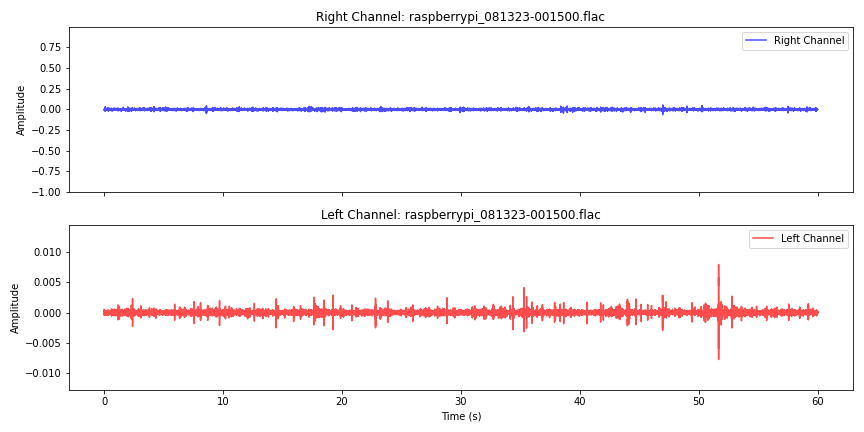 Right Channel: raspberrypi_081323-001500.flac
Right Channel
Amplitude
0.75
0.50
0.25
0.00
−0.25
−0.50
−0.75
−1.00
Left Channel: raspberrypi_081323-001500.flac
Left Channel
Amplitude
0.010
0.005
0.000
−0.005
−0.010
0 10 20 30 40 50 60
Time (s)